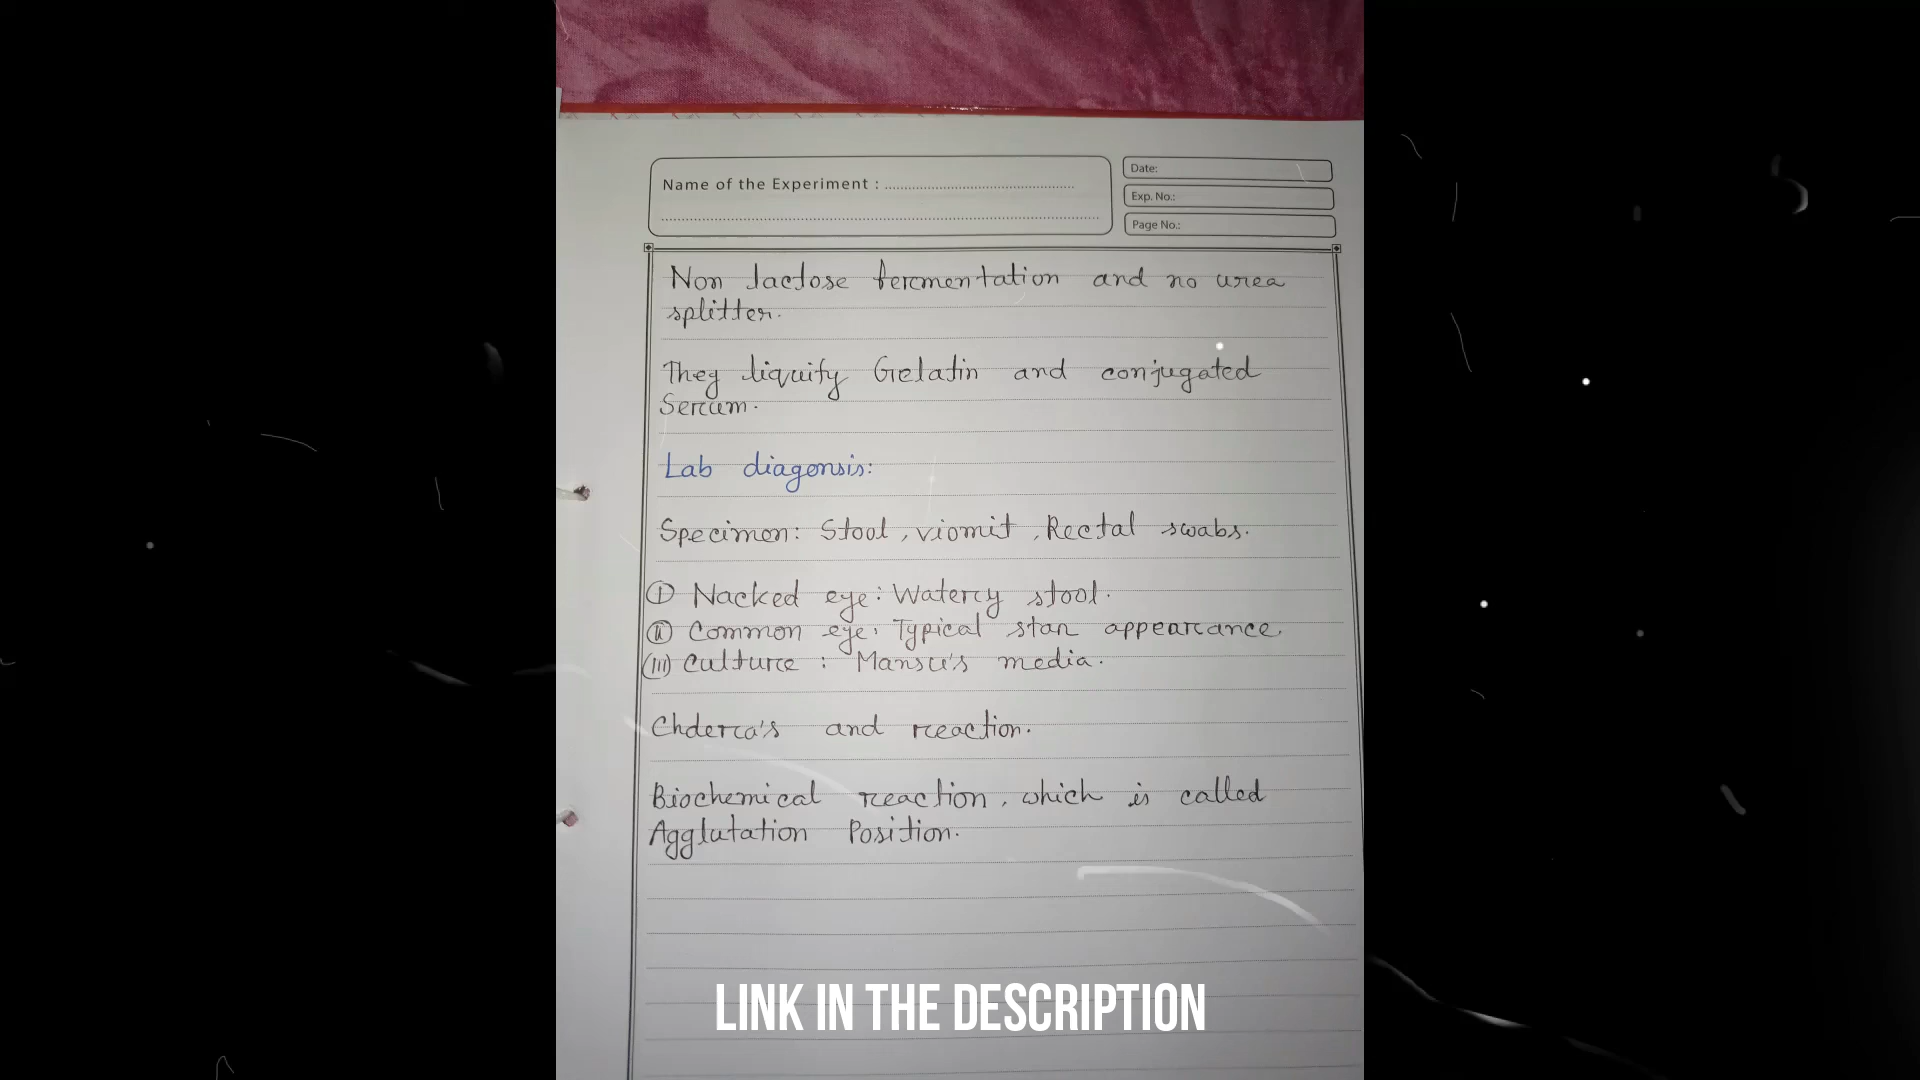 Name of the Experiment :
Date:
Exp. No.:
Page No.:
Non lactose fermentation and no urea
splitter.
They liquify Gelatin and conjugated
Serum.
Lab diagonsis:
Specimen: Stool, viomit, Rectal swabs.
(I) Nacked eye: Watery stool.
(II) Common eye: Typical star appearance.
(III) Culture : Mansu's media.
Chderra's and reaction.
Biochemical reaction, which is called
Agglutation Position.
LINK IN THE DESCRIPTION